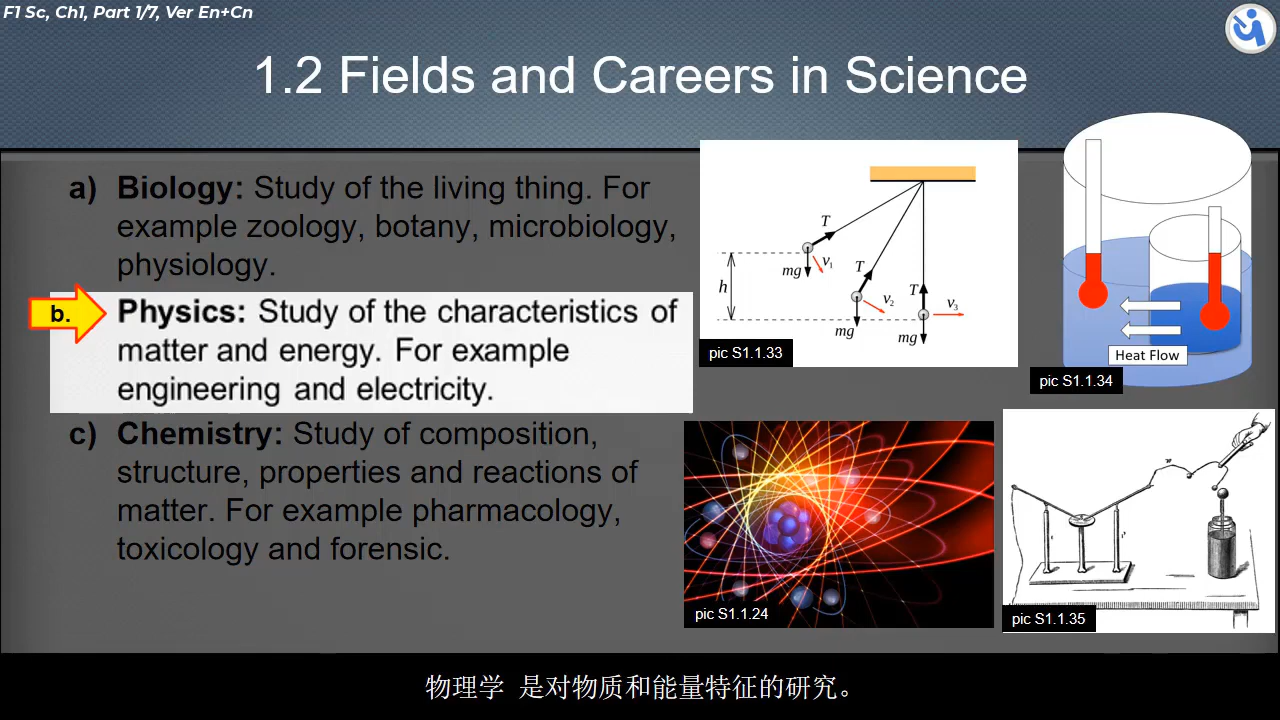 F1 Sc, Ch1, Part 1/7, Ver En+Cn
1.2 Fields and Careers in Science
a) Biology: Study of the living thing. For
example zoology, botany, microbiology,
physiology.
b. Physics: Study of the characteristics of
matter and energy. For example
engineering and electricity.
c) Chemistry: Study of composition,
structure, properties and reactions of
matter. For example pharmacology,
toxicology and forensic.
T
mg
v1
h
T
v2
mg
T
v3
mg
pic S1.1.33
Heat Flow
pic S1.1.34
pic S1.1.24
pic S1.1.35
物理学 是对物质和能量特征的研究。